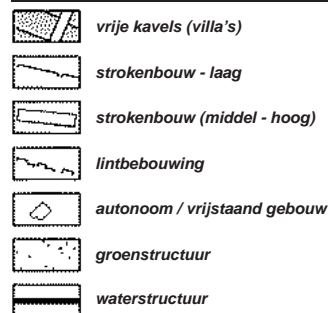 vrije kavels (villa's)
strokenbouw - laag
strokenbouw (middel - hoog)
lintbebouwing
autonoom / vrijstaand gebouw
groenstructuur
waterstructuur